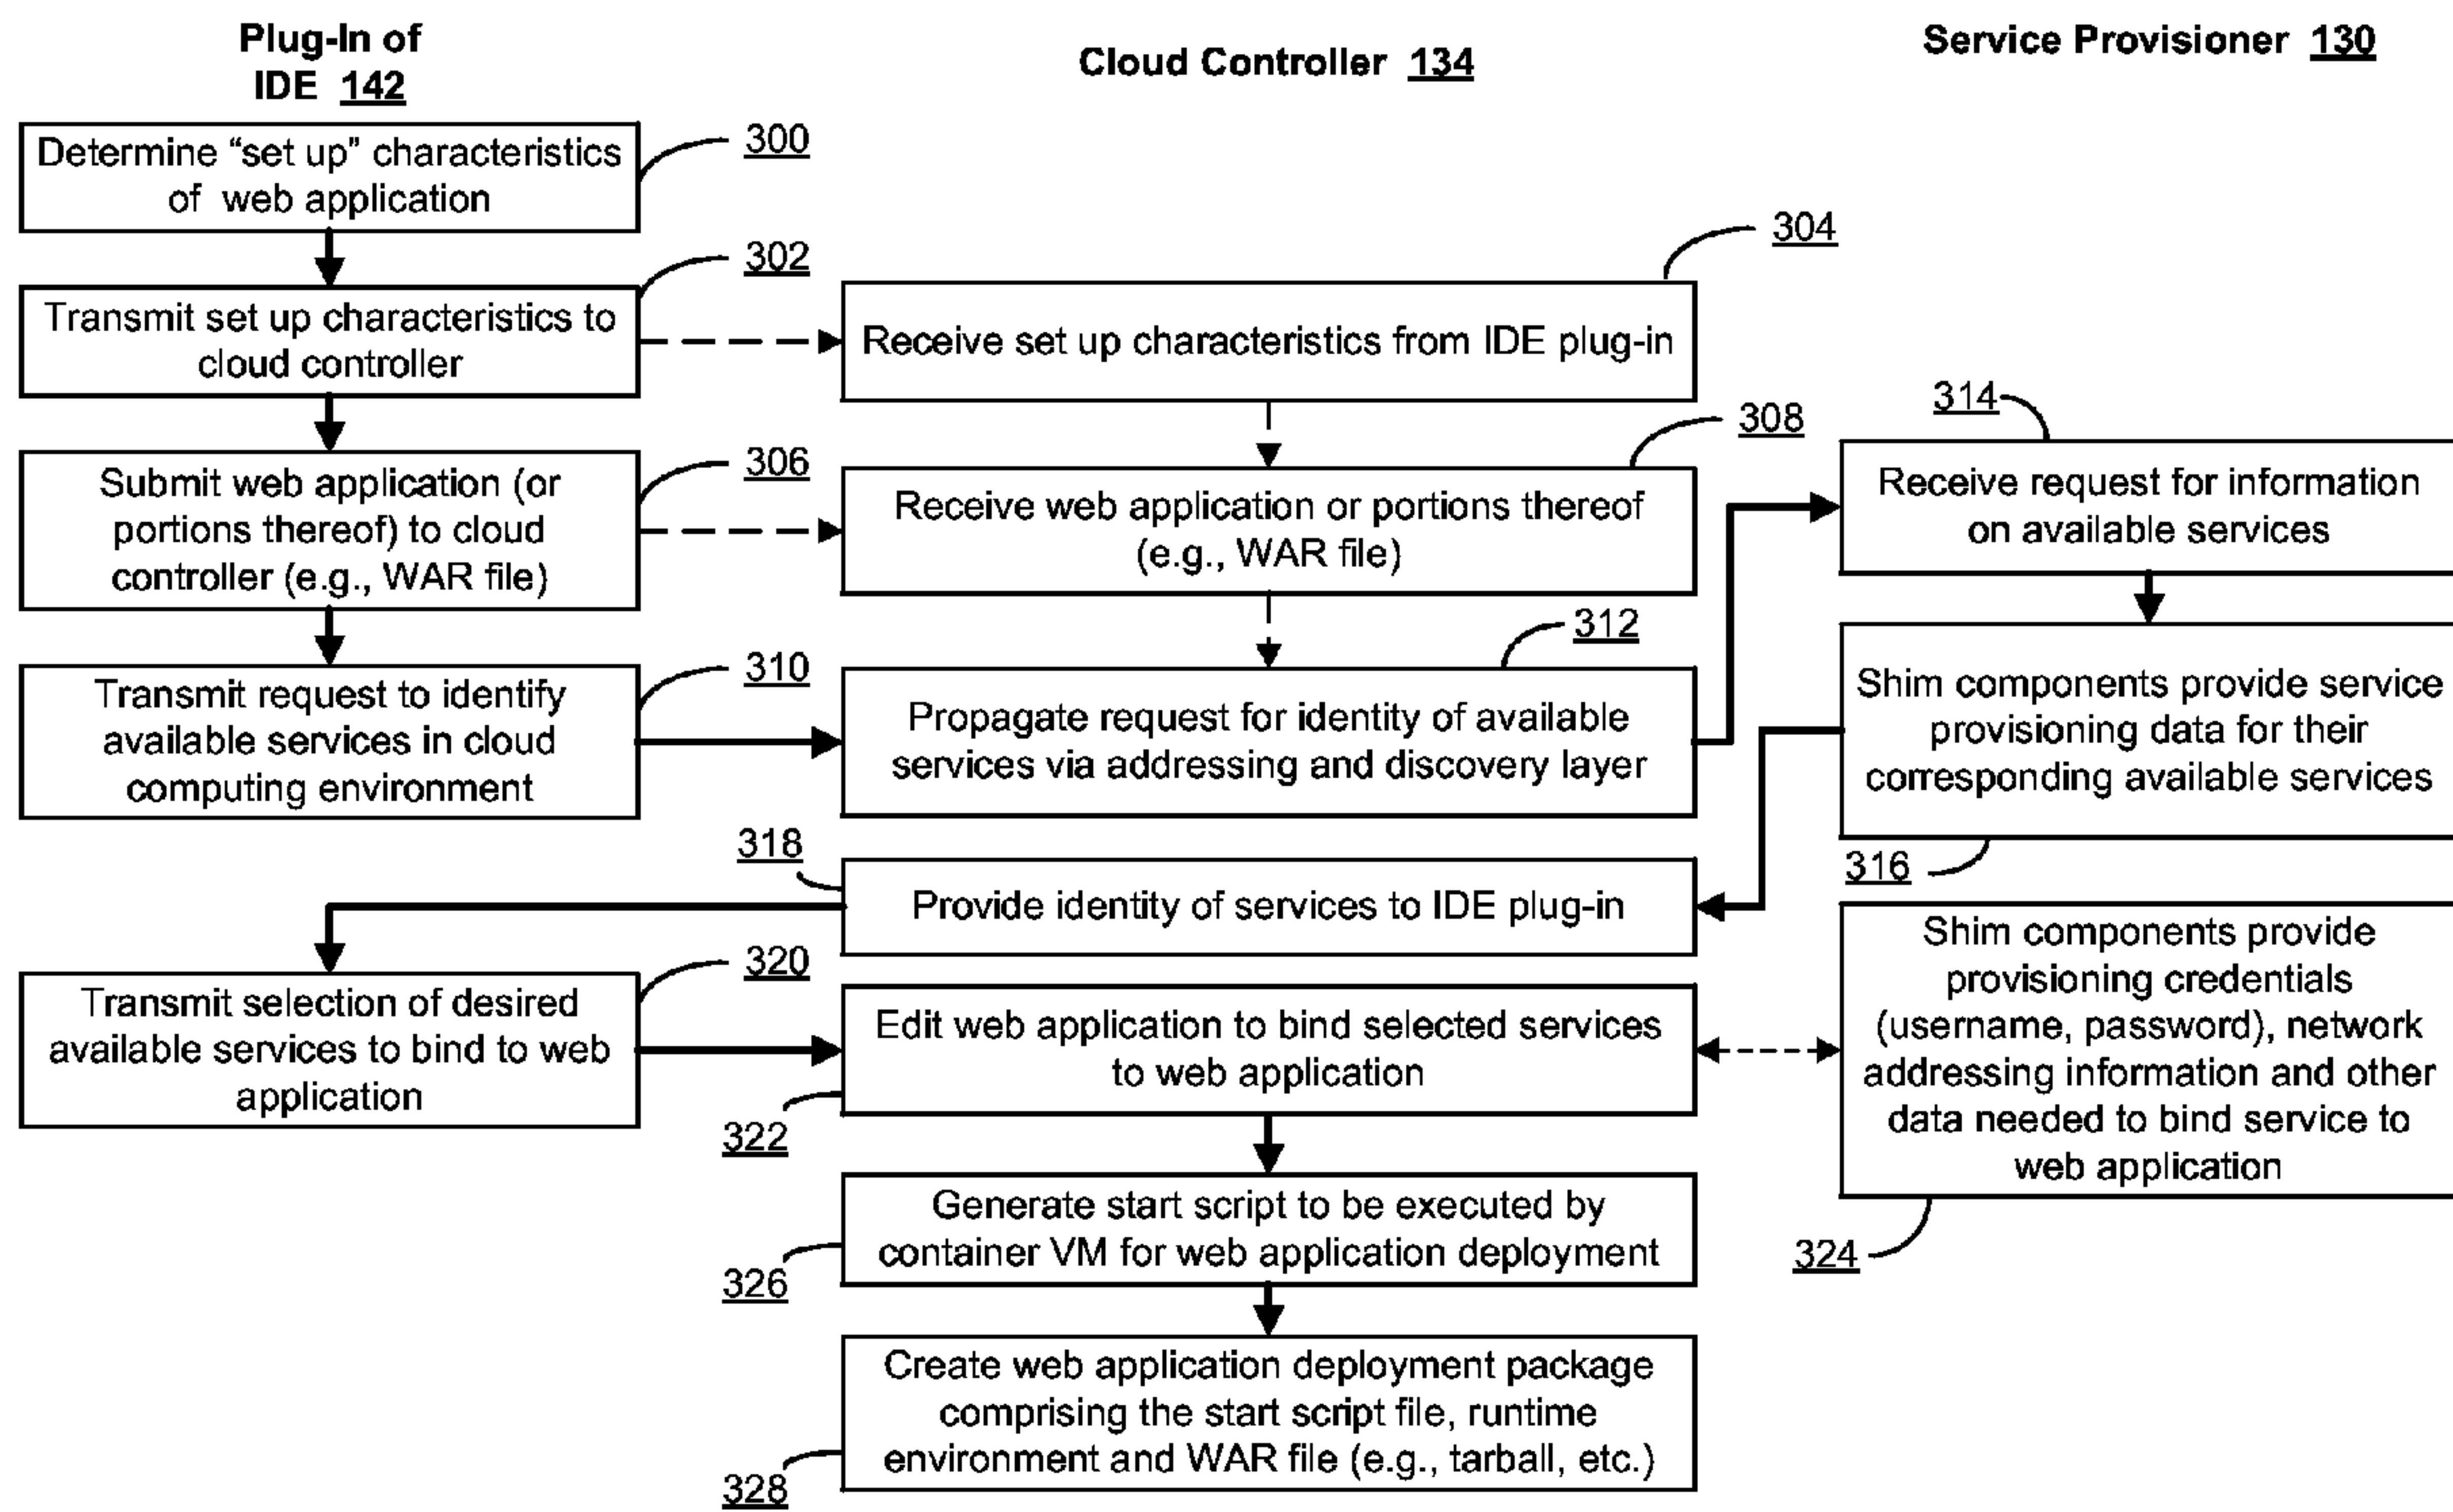 Plug-In of
IDE 142
Cloud Controller 134
Service Provisioner 130
Determine “set up” characteristics
of web application
300
Transmit set up characteristics to
cloud controller
302
Receive set up characteristics from IDE plug-in
304
Submit web application (or
portions thereof) to cloud
controller (e.g., WAR file)
306
Receive web application or portions thereof
(e.g., WAR file)
308
Transmit request to identify
available services in cloud
computing environment
310
Propagate request for identity of available
services via addressing and discovery layer
312
314
Receive request for information
on available services
Shim components provide service
provisioning data for their
corresponding available services
316
318
Provide identity of services to IDE plug-in
Transmit selection of desired
available services to bind to web
application
320
Edit web application to bind selected services
to web application
322
Shim components provide
provisioning credentials
(username, password), network
addressing information and other
data needed to bind service to
web application
324
Generate start script to be executed by
container VM for web application deployment
326
Create web application deployment package
comprising the start script file, runtime
environment and WAR file (e.g., tarball, etc.)
328